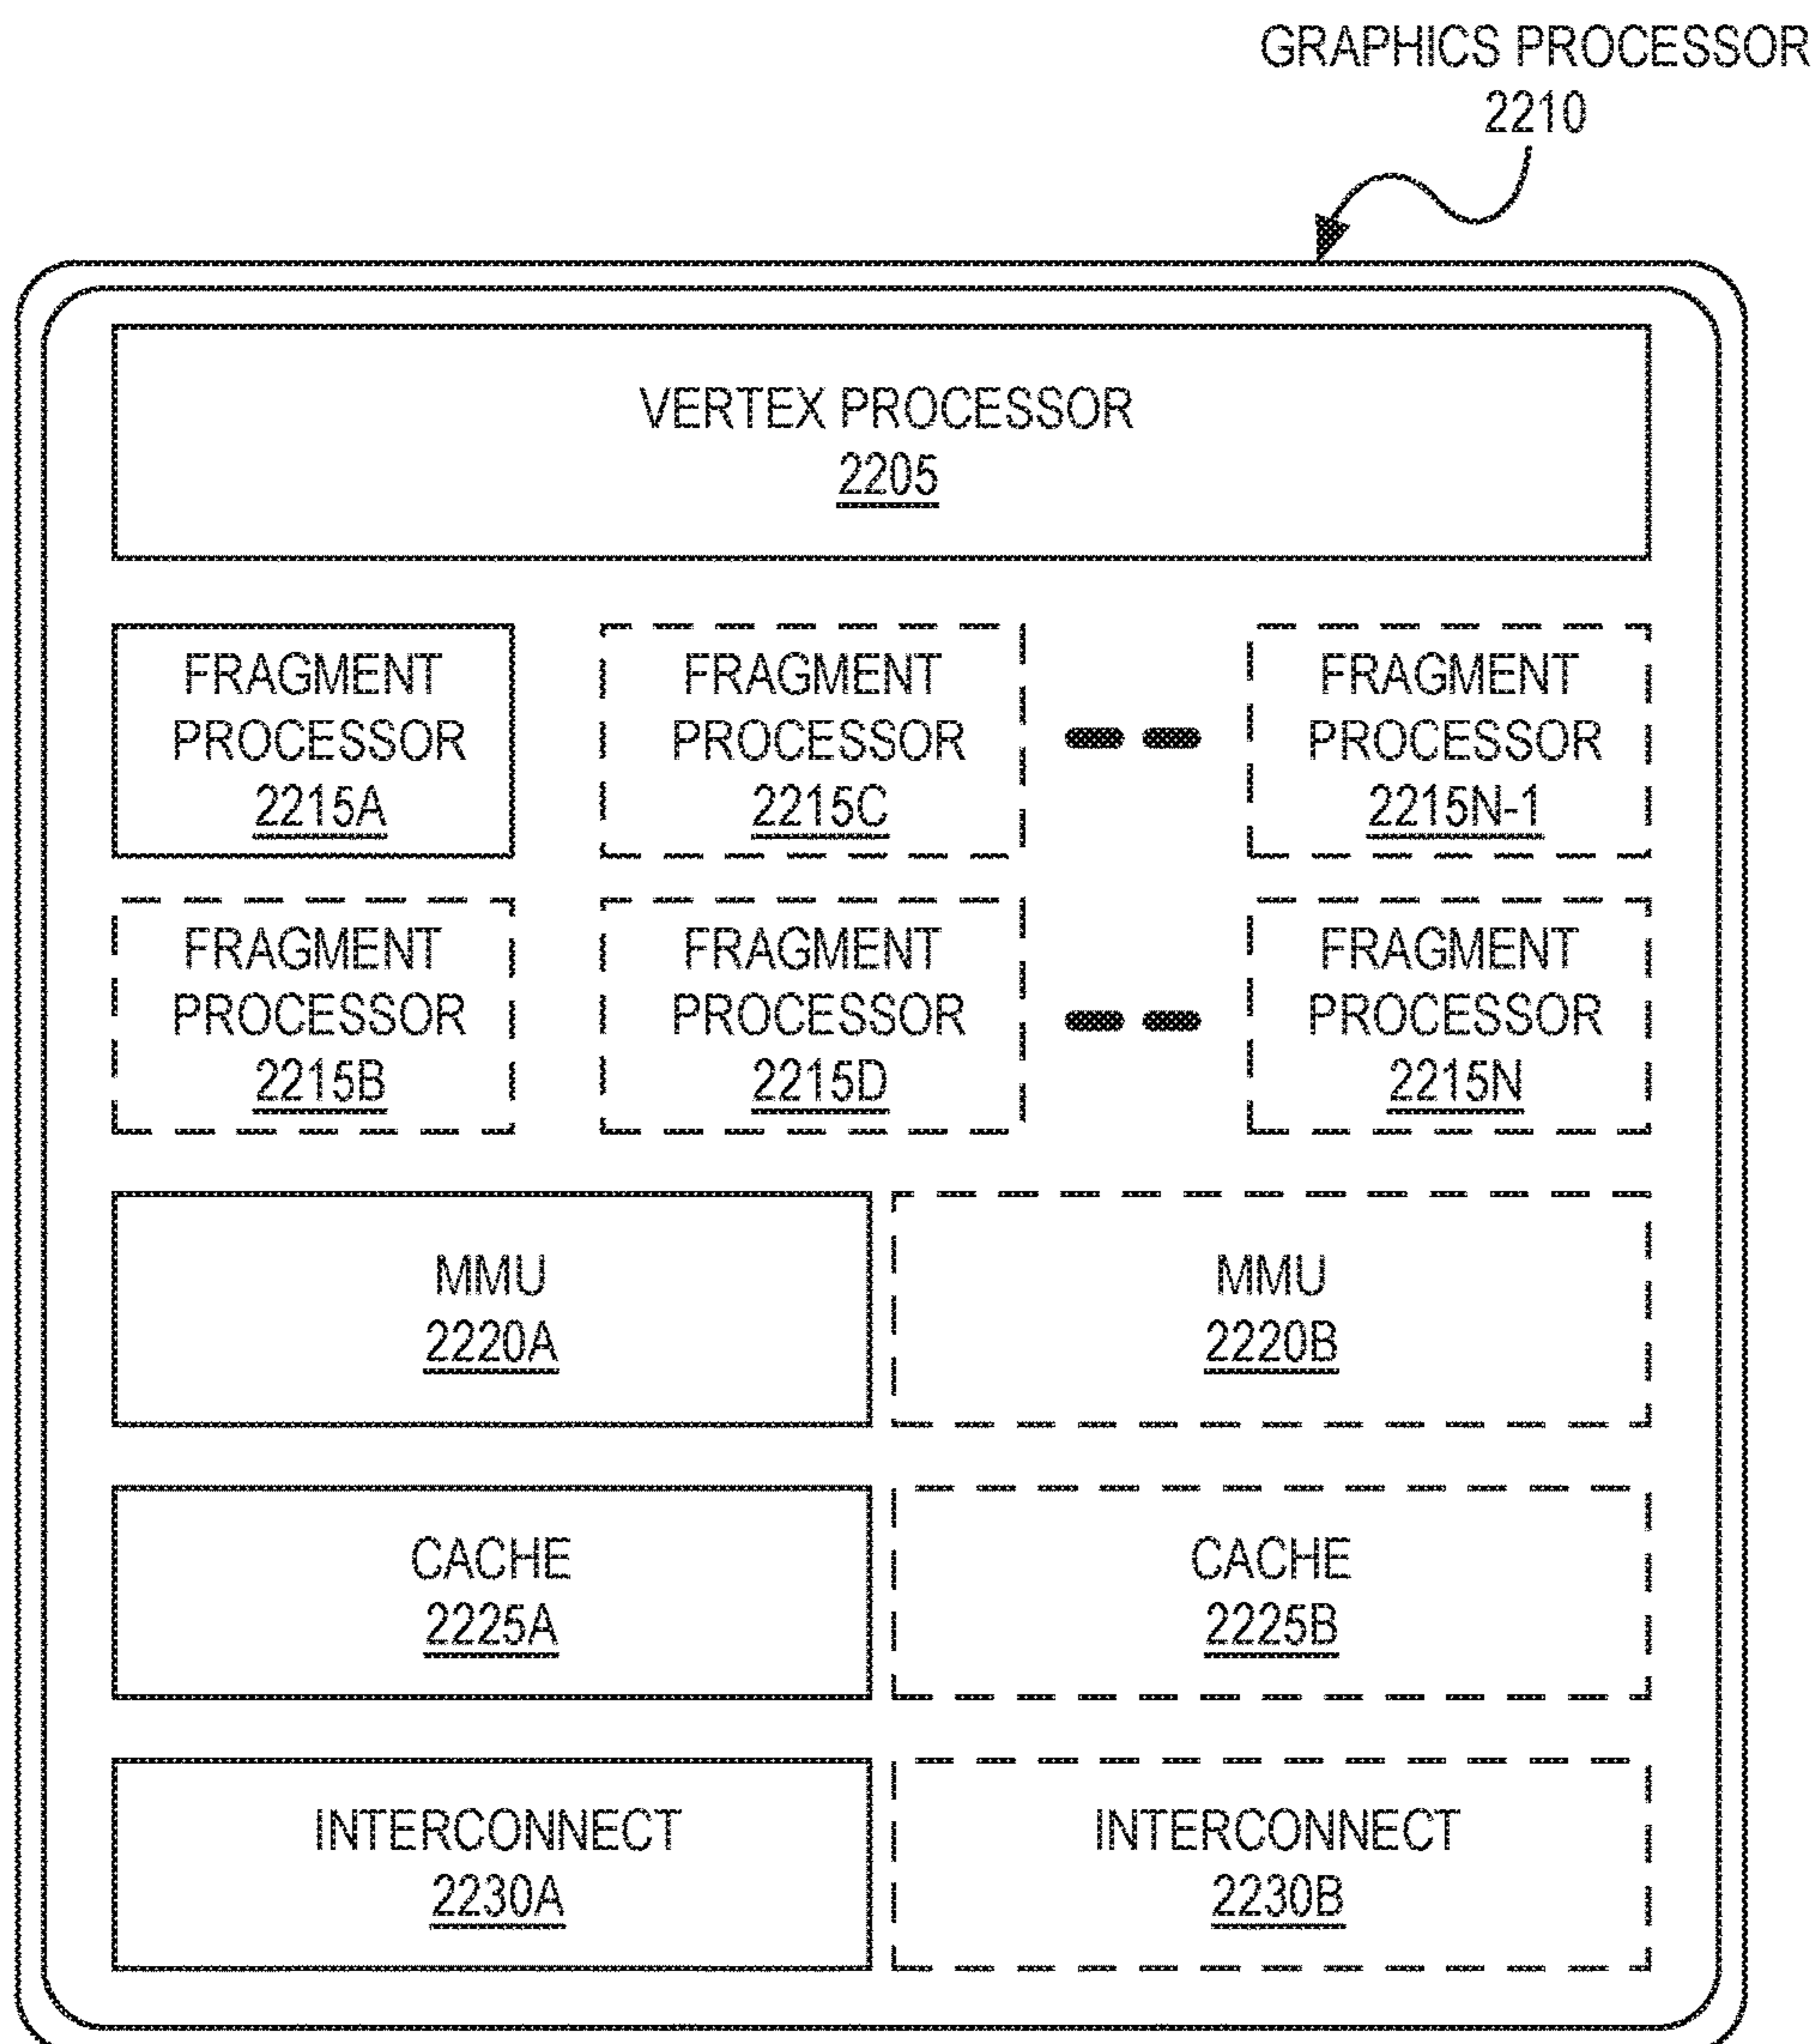 GRAPHICS PROCESSOR
2210
VERTEX PROCESSOR
2205
FRAGMENT
PROCESSOR
2215A
FRAGMENT
PROCESSOR
2215C
FRAGMENT
PROCESSOR
2215N-1
FRAGMENT
PROCESSOR
2215B
FRAGMENT
PROCESSOR
2215D
FRAGMENT
PROCESSOR
2215N
MMU
2220A
MMU
2220B
CACHE
2225A
CACHE
2225B
INTERCONNECT
2230A
INTERCONNECT
2230B